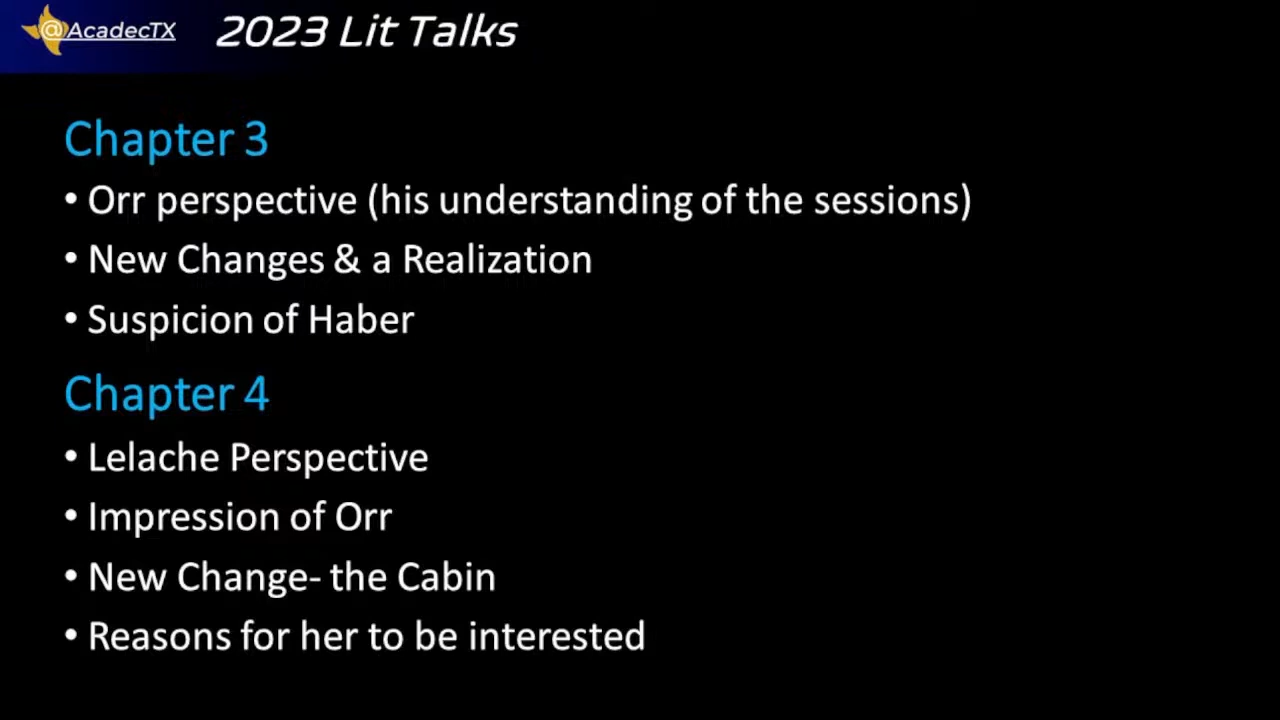 @AcadecTX 2023 Lit Talks
Chapter 3
• Orr perspective (his understanding of the sessions)
• New Changes & a Realization
• Suspicion of Haber
Chapter 4
• Lelache Perspective
• Impression of Orr
• New Change- the Cabin
• Reasons for her to be interested